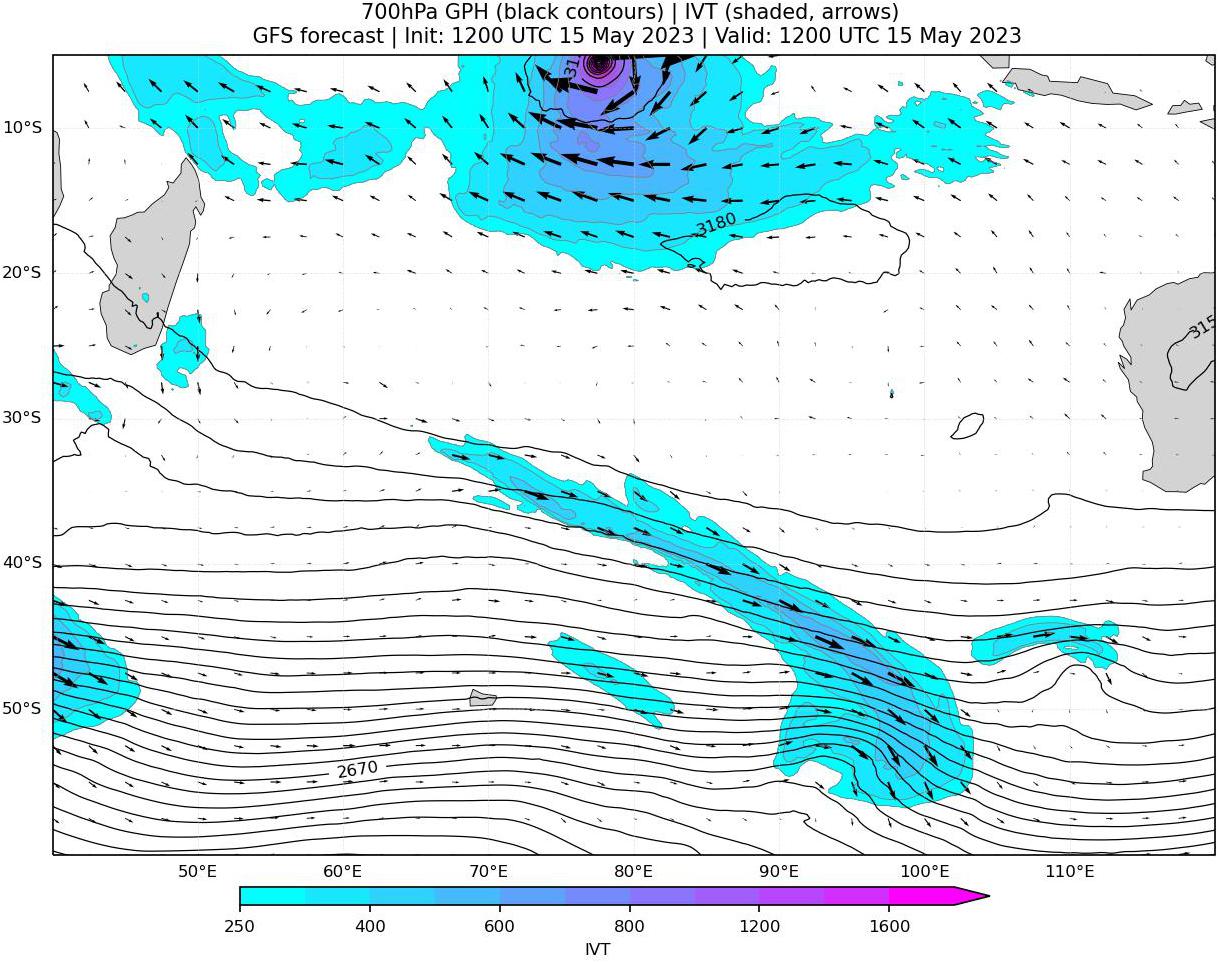 700hPa GPH (black contours) | IVT (shaded, arrows)
GFS forecast | Init: 1200 UTC 15 May 2023 | Valid: 1200 UTC 15 May 2023
31
10°S
3180
20°S
315
30°S
40°S
50°S
2670
50°E 60°E 70°E 80°E 90°E 100°E 110°E
250 400 600 800 1200 1600
IVT